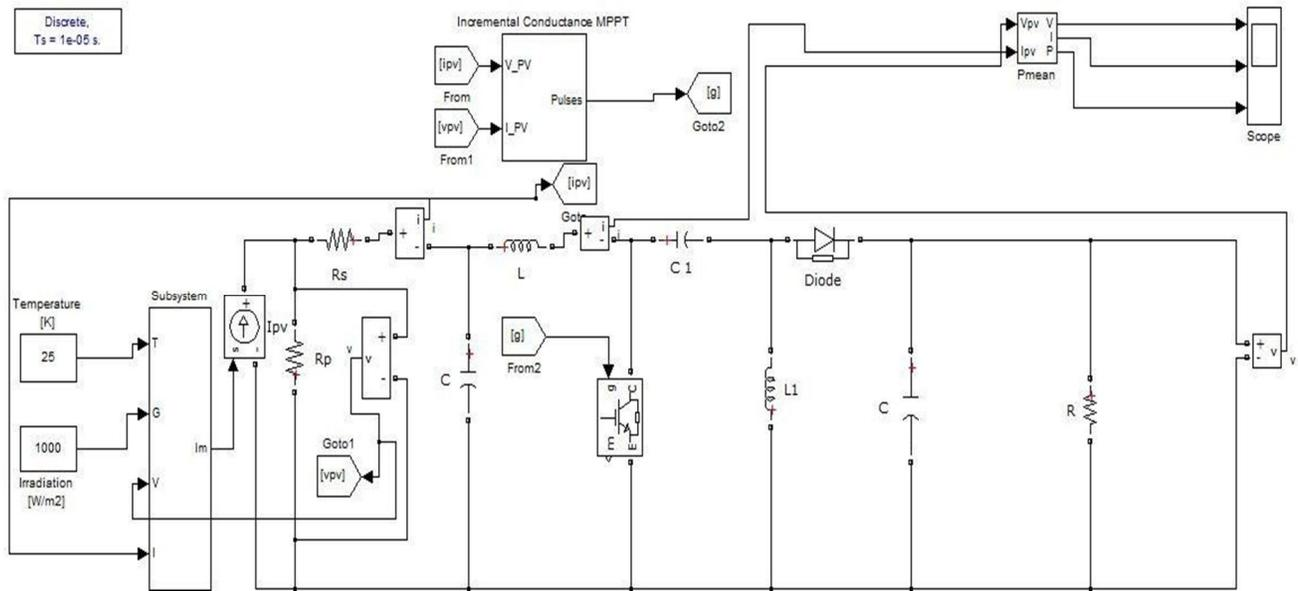 Discrete,
Ts = 1e-05 s.
Incremental Conductance MPPT
[ipv]
V_PV
From
[vpv]
I_PV
From1
Pulses
[g]
Goto2
Vpv V
I
Ipv P
Pmean
Scope
[ipv]
Goto
+ i
-
i
+ i
-
i
Rs
L
C 1
Diode
Temperature
[K]
25
Subsystem
T
G
V
I
Im
1000
Irradiation
[W/m2]
+
s -
Ipv
Rp
v
+
v
-
Goto1
[vpv]
C
[g]
From2
g C
m E
L1
C
R
+
-
v
v